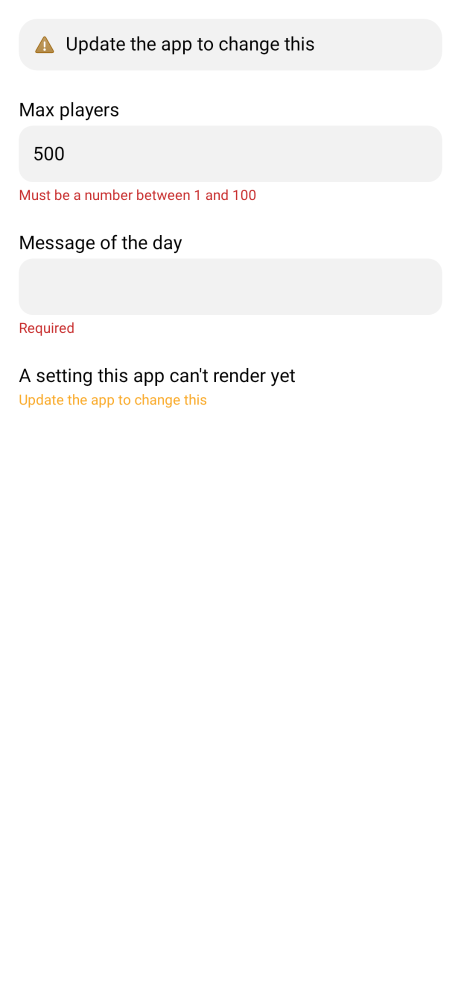 Update the app to change this
Max players
500
Must be a number between 1 and 100
Message of the day
Required
A setting this app can't render yet
Update the app to change this